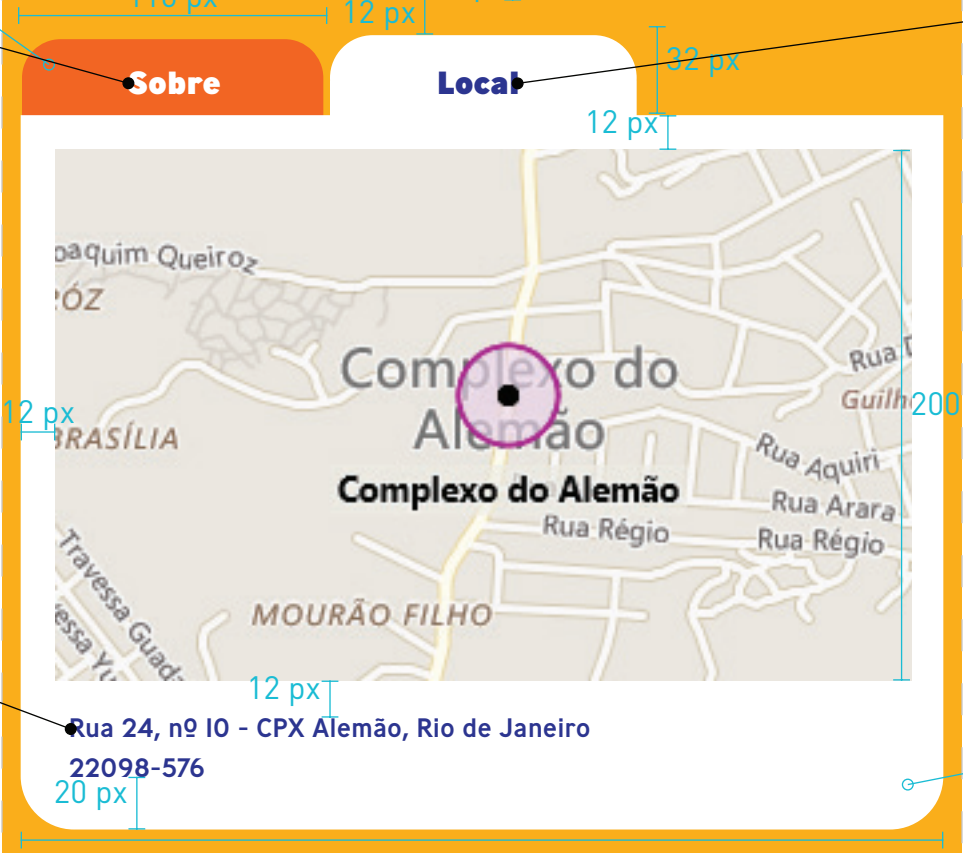 12 px
Sobre
Local
32 px
12 px
oaquim Queiroz
RÓZ
Complexo do
Alemão
Rua
12 px
200
BRASÍLIA
Rua Aquiri
Complexo do Alemão
Rua Arara
Rua Régio
Rua Régio
Travessa Guada
MOURÃO FILHO
12 px
Rua 24, nº 10 - CPX Alemão, Rio de Janeiro
22098-576
20 px